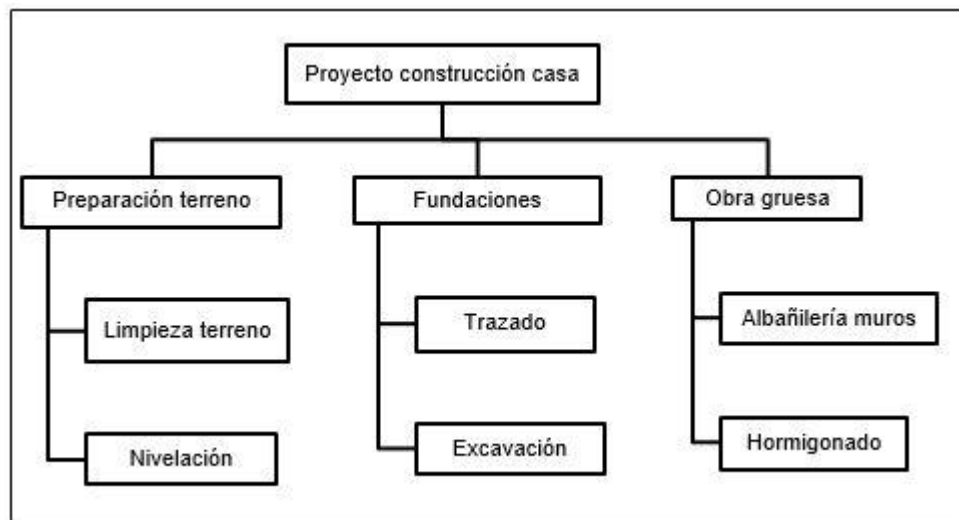 Proyecto construcción casa
Preparación terreno
Fundaciones
Obra gruesa
Limpieza terreno
Trazado
Albañilería muros
Nivelación
Excavación
Hormigonado